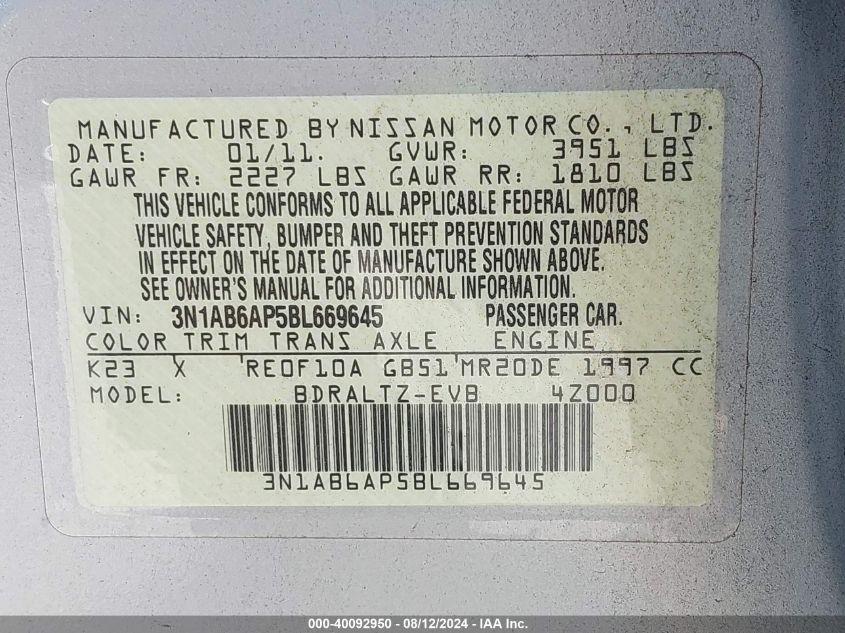 MANUFACTURED BY NISSAN MOTOR CO., LTD.
DATE: 01/11. GVWR: 3951 LBS
GAWR FR: 2227 LBS GAWR RR: 1810 LBS
THIS VEHICLE CONFORMS TO ALL APPLICABLE FEDERAL MOTOR
VEHICLE SAFETY, BUMPER AND THEFT PREVENTION STANDARDS
IN EFFECT ON THE DATE OF MANUFACTURE SHOWN ABOVE.
SEE OWNER'S MANUAL FOR ADDITIONAL INFORMATION.
VIN: 3N1AB6AP5BL669645 PASSENGER CAR.
COLOR TRIM TRANS AXLE ENGINE
K23 X RE0F10A GB51 MR20DE 1997 CC
MODEL: BDRALTZ-EVB 4Z000
3N1AB6AP5BL669645
000-40092950 - 08/12/2024 - IAA Inc.